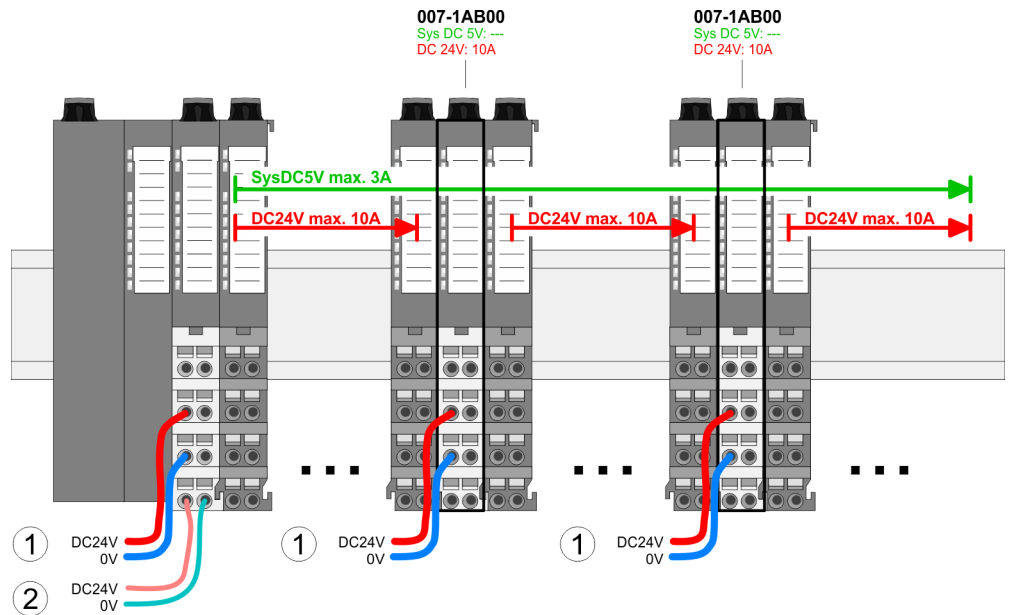 007-1AB00
Sys DC 5V: ---
DC 24V: 10A
007-1AB00
Sys DC 5V: ---
DC 24V: 10A
SysDC5V max. 3A
DC24V max. 10A
DC24V max. 10A
DC24V max. 10A
1
DC24V
0V
1
DC24V
0V
1
DC24V
0V
2
DC24V
0V